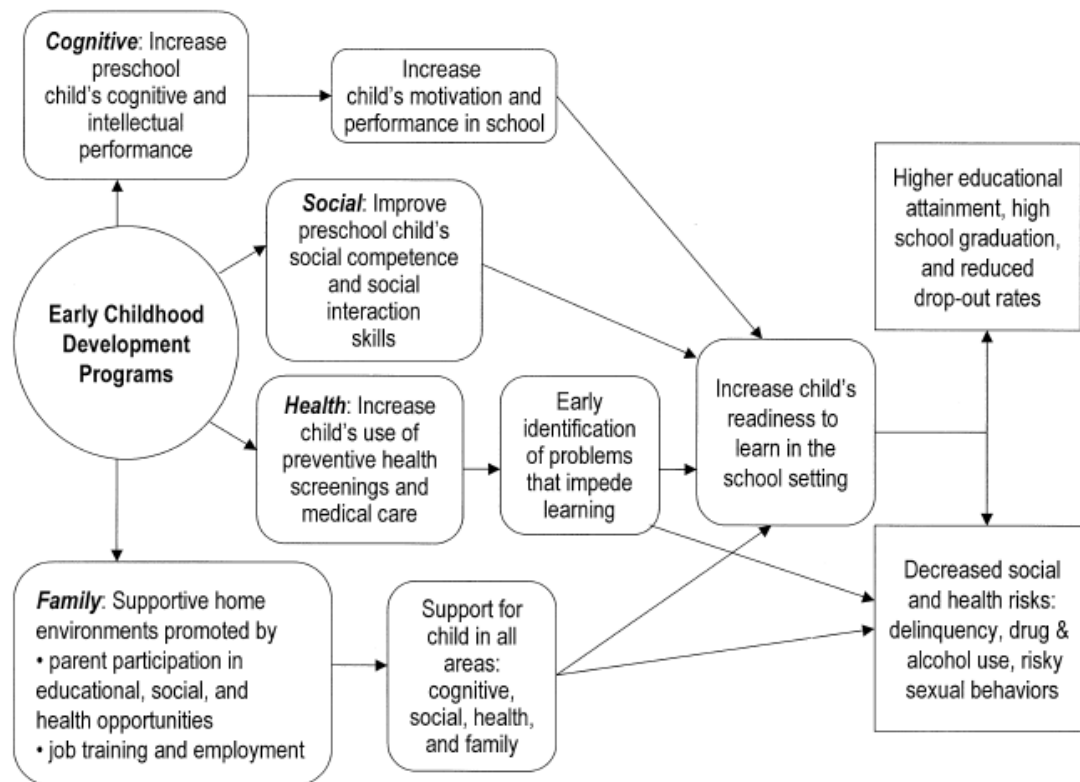 Cognitive: Increase
preschool
child's cognitive and
intellectual
performance
Increase
child's motivation and
performance in school
Higher educational
attainment, high
school graduation,
and reduced
drop-out rates
Social: Improve
preschool child's
social competence
and social
interaction
skills
Early Childhood
Development
Programs
Health: Increase
child's use of
preventive health
screenings and
medical care
Early
identification
of problems
that impede
learning
Increase child's
readiness to
learn in the
school setting
Family: Supportive home
environments promoted by
• parent participation in
educational, social, and
health opportunities
• job training and employment
Support for
child in all
areas:
cognitive,
social, health,
and family
Decreased social
and health risks:
delinquency, drug &
alcohol use, risky
sexual behaviors